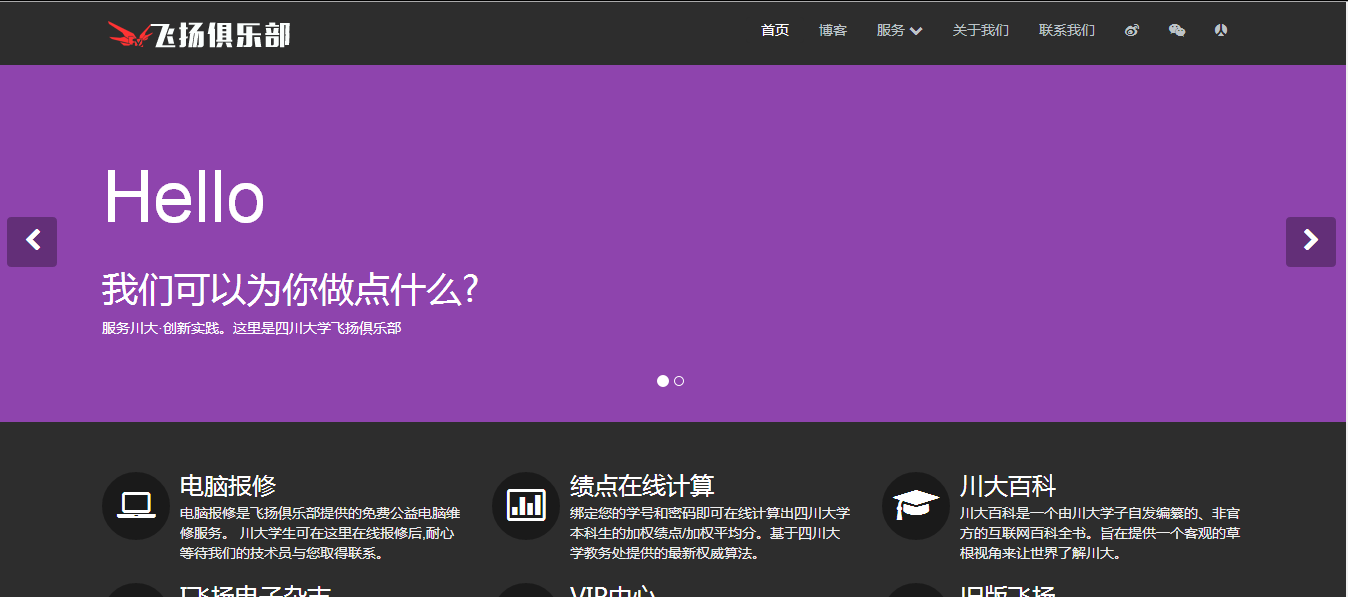 飞扬俱乐部
首页 博客 服务 关于我们 联系我们
Hello
我们可以为你做点什么?
服务川大·创新实践。这里是四川大学飞扬俱乐部
电脑报修
电脑报修是飞扬俱乐部提供的免费公益电脑维
修服务。 川大学生可在这里在线报修后,耐心
等待我们的技术员与您取得联系。
绩点在线计算
绑定您的学号和密码即可在线计算出四川大学
本科生的加权绩点/加权平均分。基于四川大
学教务处提供的最新权威算法。
川大百科
川大百科是一个由川大学子自发编纂的、非官
方的互联网百科全书。旨在提供一个客观的草
根视角来让世界了解川大。
I飞扬电子杂志
VIP中心
旧版飞扬